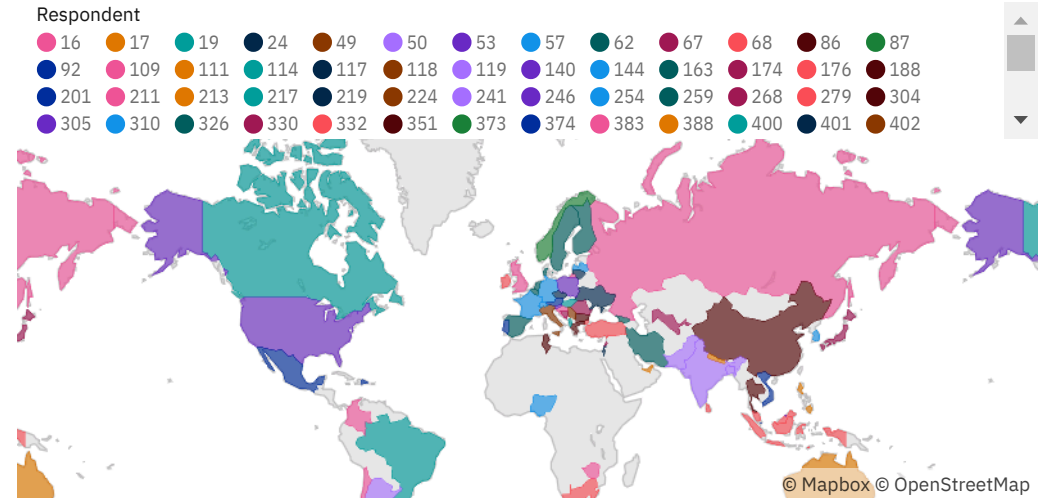 Respondent
16 17 19 24 49 50 53 57 62 67 68 86 87
92 109 111 114 117 118 119 140 144 163 174 176 188
201 211 213 217 219 224 241 246 254 259 268 279 304
305 310 326 330 332 351 373 374 383 388 400 401 402
© Mapbox © OpenStreetMap